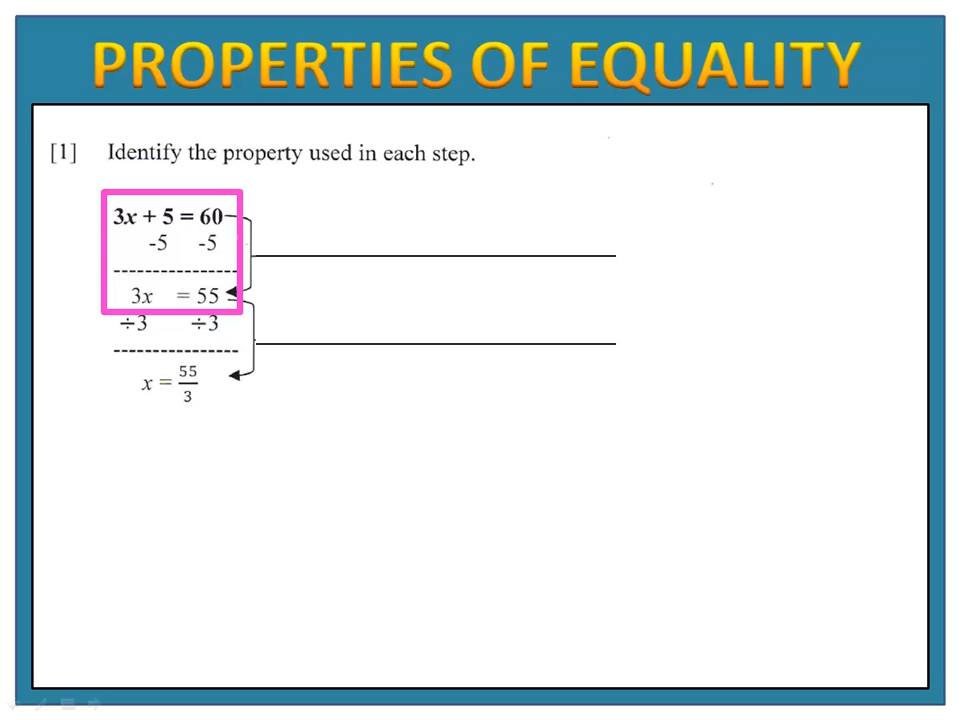 PROPERTIES OF EQUALITY
[1] Identify the property used in each step.
3x + 5 = 60
-5 -5
----------------
3x = 55
÷3 ÷3
----------------
x = 55/3